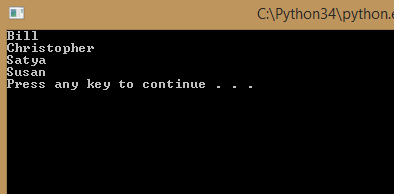 C:\Python34\python.e
Bill
Christopher
Satya
Susan
Press any key to continue . . .